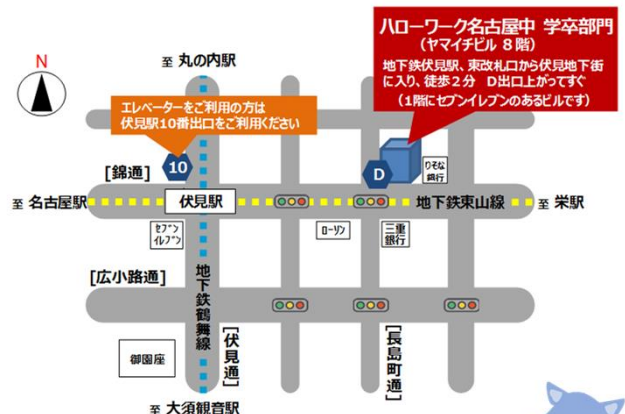 ハローワーク名古屋中 学卒部門
（ヤマイチビル 8階）
地下鉄伏見駅、東改札口から伏見地下街
に入り、徒歩2分　D出口上がってすぐ
（1階にセブンイレブンのあるビルです）
N
至 丸の内駅
エレベーターをご利用の方は
伏見駅10番出口をご利用ください
[錦通]
10
D
りそな
銀行
至 名古屋駅
伏見駅
地下鉄東山線
至 栄駅
セブン
イレブン
ローソン
三重
銀行
[広小路通]
地下鉄鶴舞線
[伏見通]
[長島町通]
御園座
至 大須観音駅